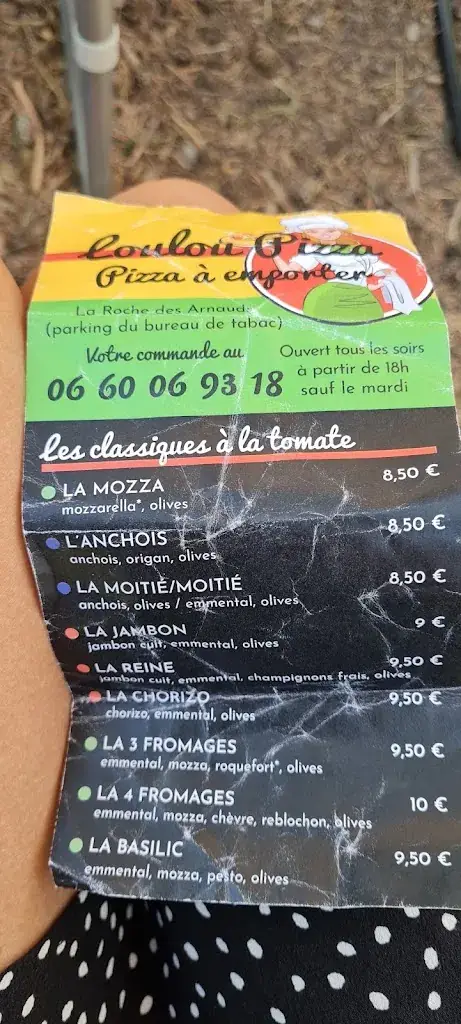 Loulou Pizza
Pizza à emporter
La Roche des Arnauds
(parking du bureau de tabac)
Votre commande au
06 60 06 93 18
Ouvert tous les soirs
à partir de 18h
sauf le mardi
Les classiques à la tomate
LA MOZZA 8,50 €
mozzarella*, olives
L'ANCHOIS 8,50 €
anchois, origan, olives
LA MOITIÉ/MOITIÉ 8,50 €
anchois, olives / emmental, olives
LA JAMBON 9 €
jambon cuit, emmental, olives
LA REINE 9,50 €
jambon cuit, emmental, champignons frais, olives
LA CHORIZO 9,50 €
chorizo, emmental, olives
LA 3 FROMAGES 9,50 €
emmental, mozza, roquefort*, olives
LA 4 FROMAGES 10 €
emmental, mozza, chèvre, reblochon, olives
LA BASILIC 9,50 €
emmental, mozza, pesto, olives